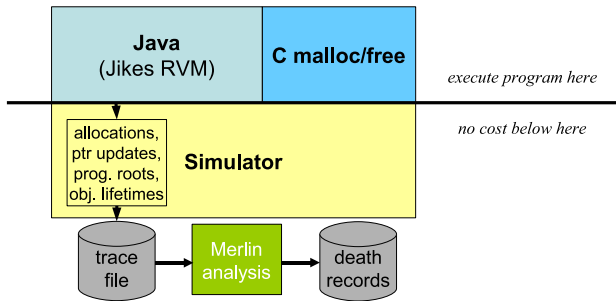 Java
(Jikes RVM)
C malloc/free
execute program here
no cost below here
allocations,
ptr updates,
prog. roots,
obj. lifetimes
Simulator
trace
file
Merlin
analysis
death
records